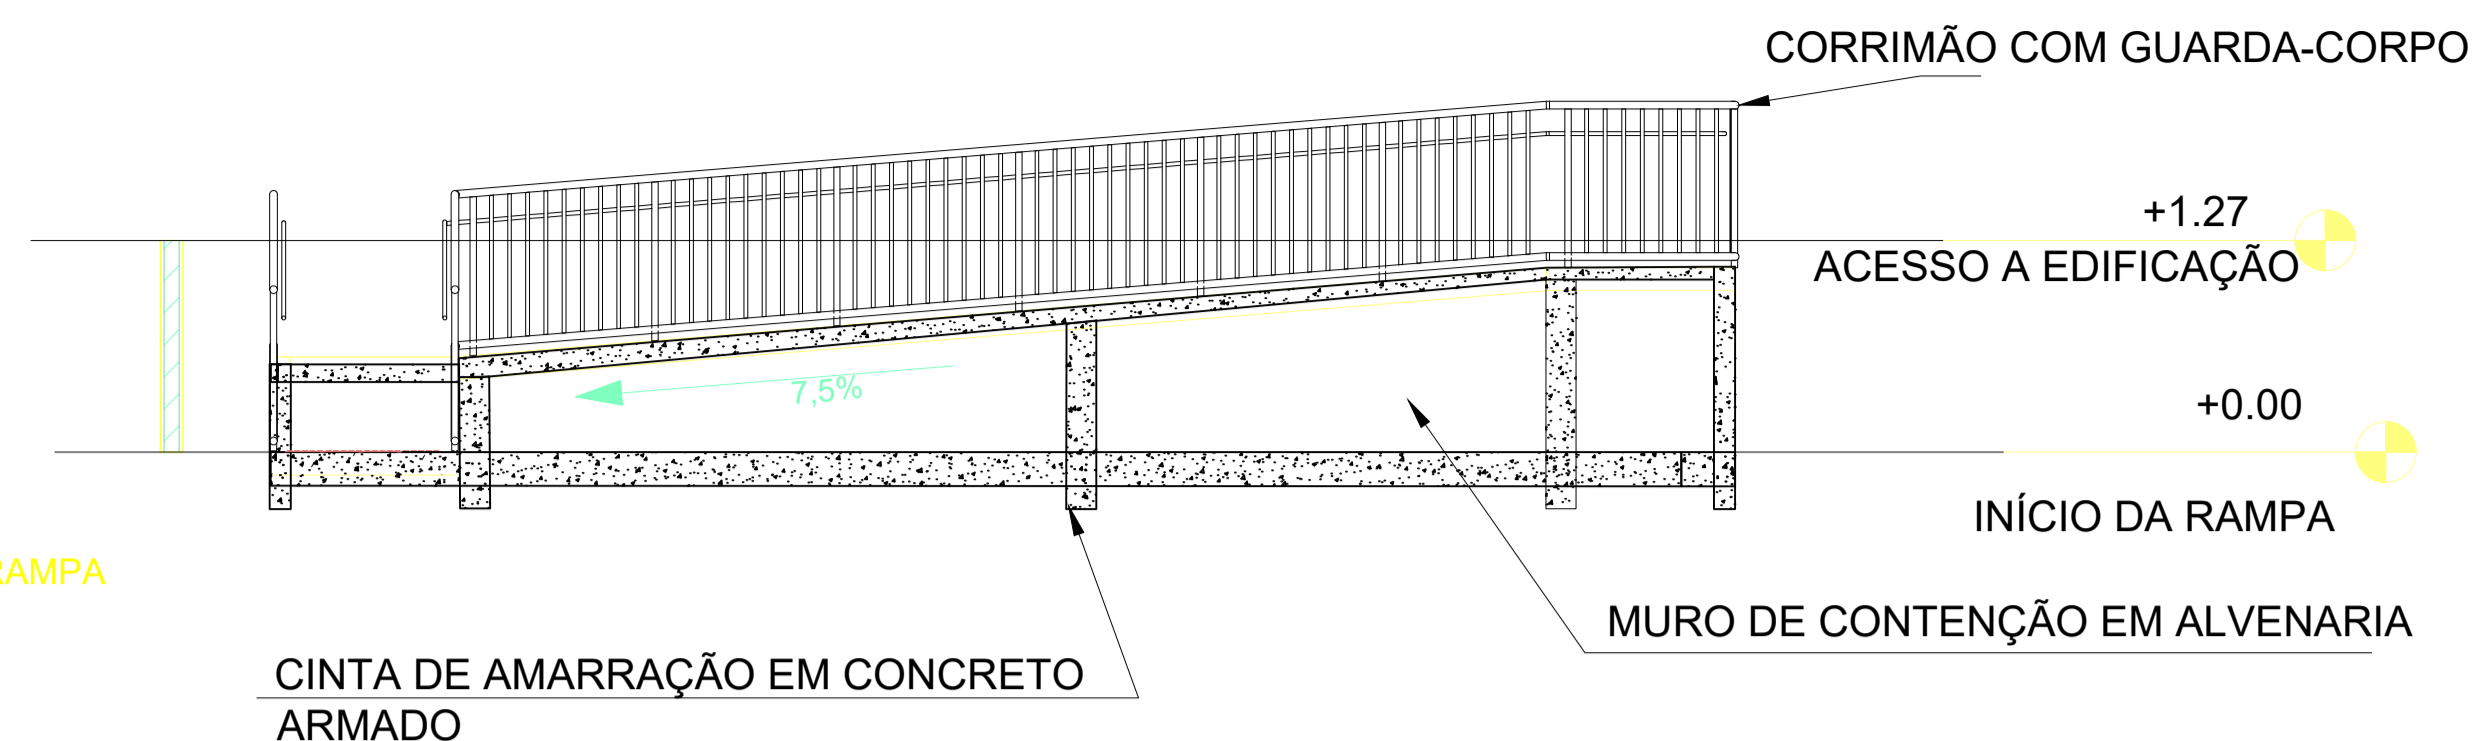 CORRIMÃO COM GUARDA-CORPO
+1.27
ACESSO A EDIFICAÇÃO
7,5%
+0.00
INÍCIO DA RAMPA
RAMPA
MURO DE CONTENÇÃO EM ALVENARIA
CINTA DE AMARRAÇÃO EM CONCRETO
ARMADO